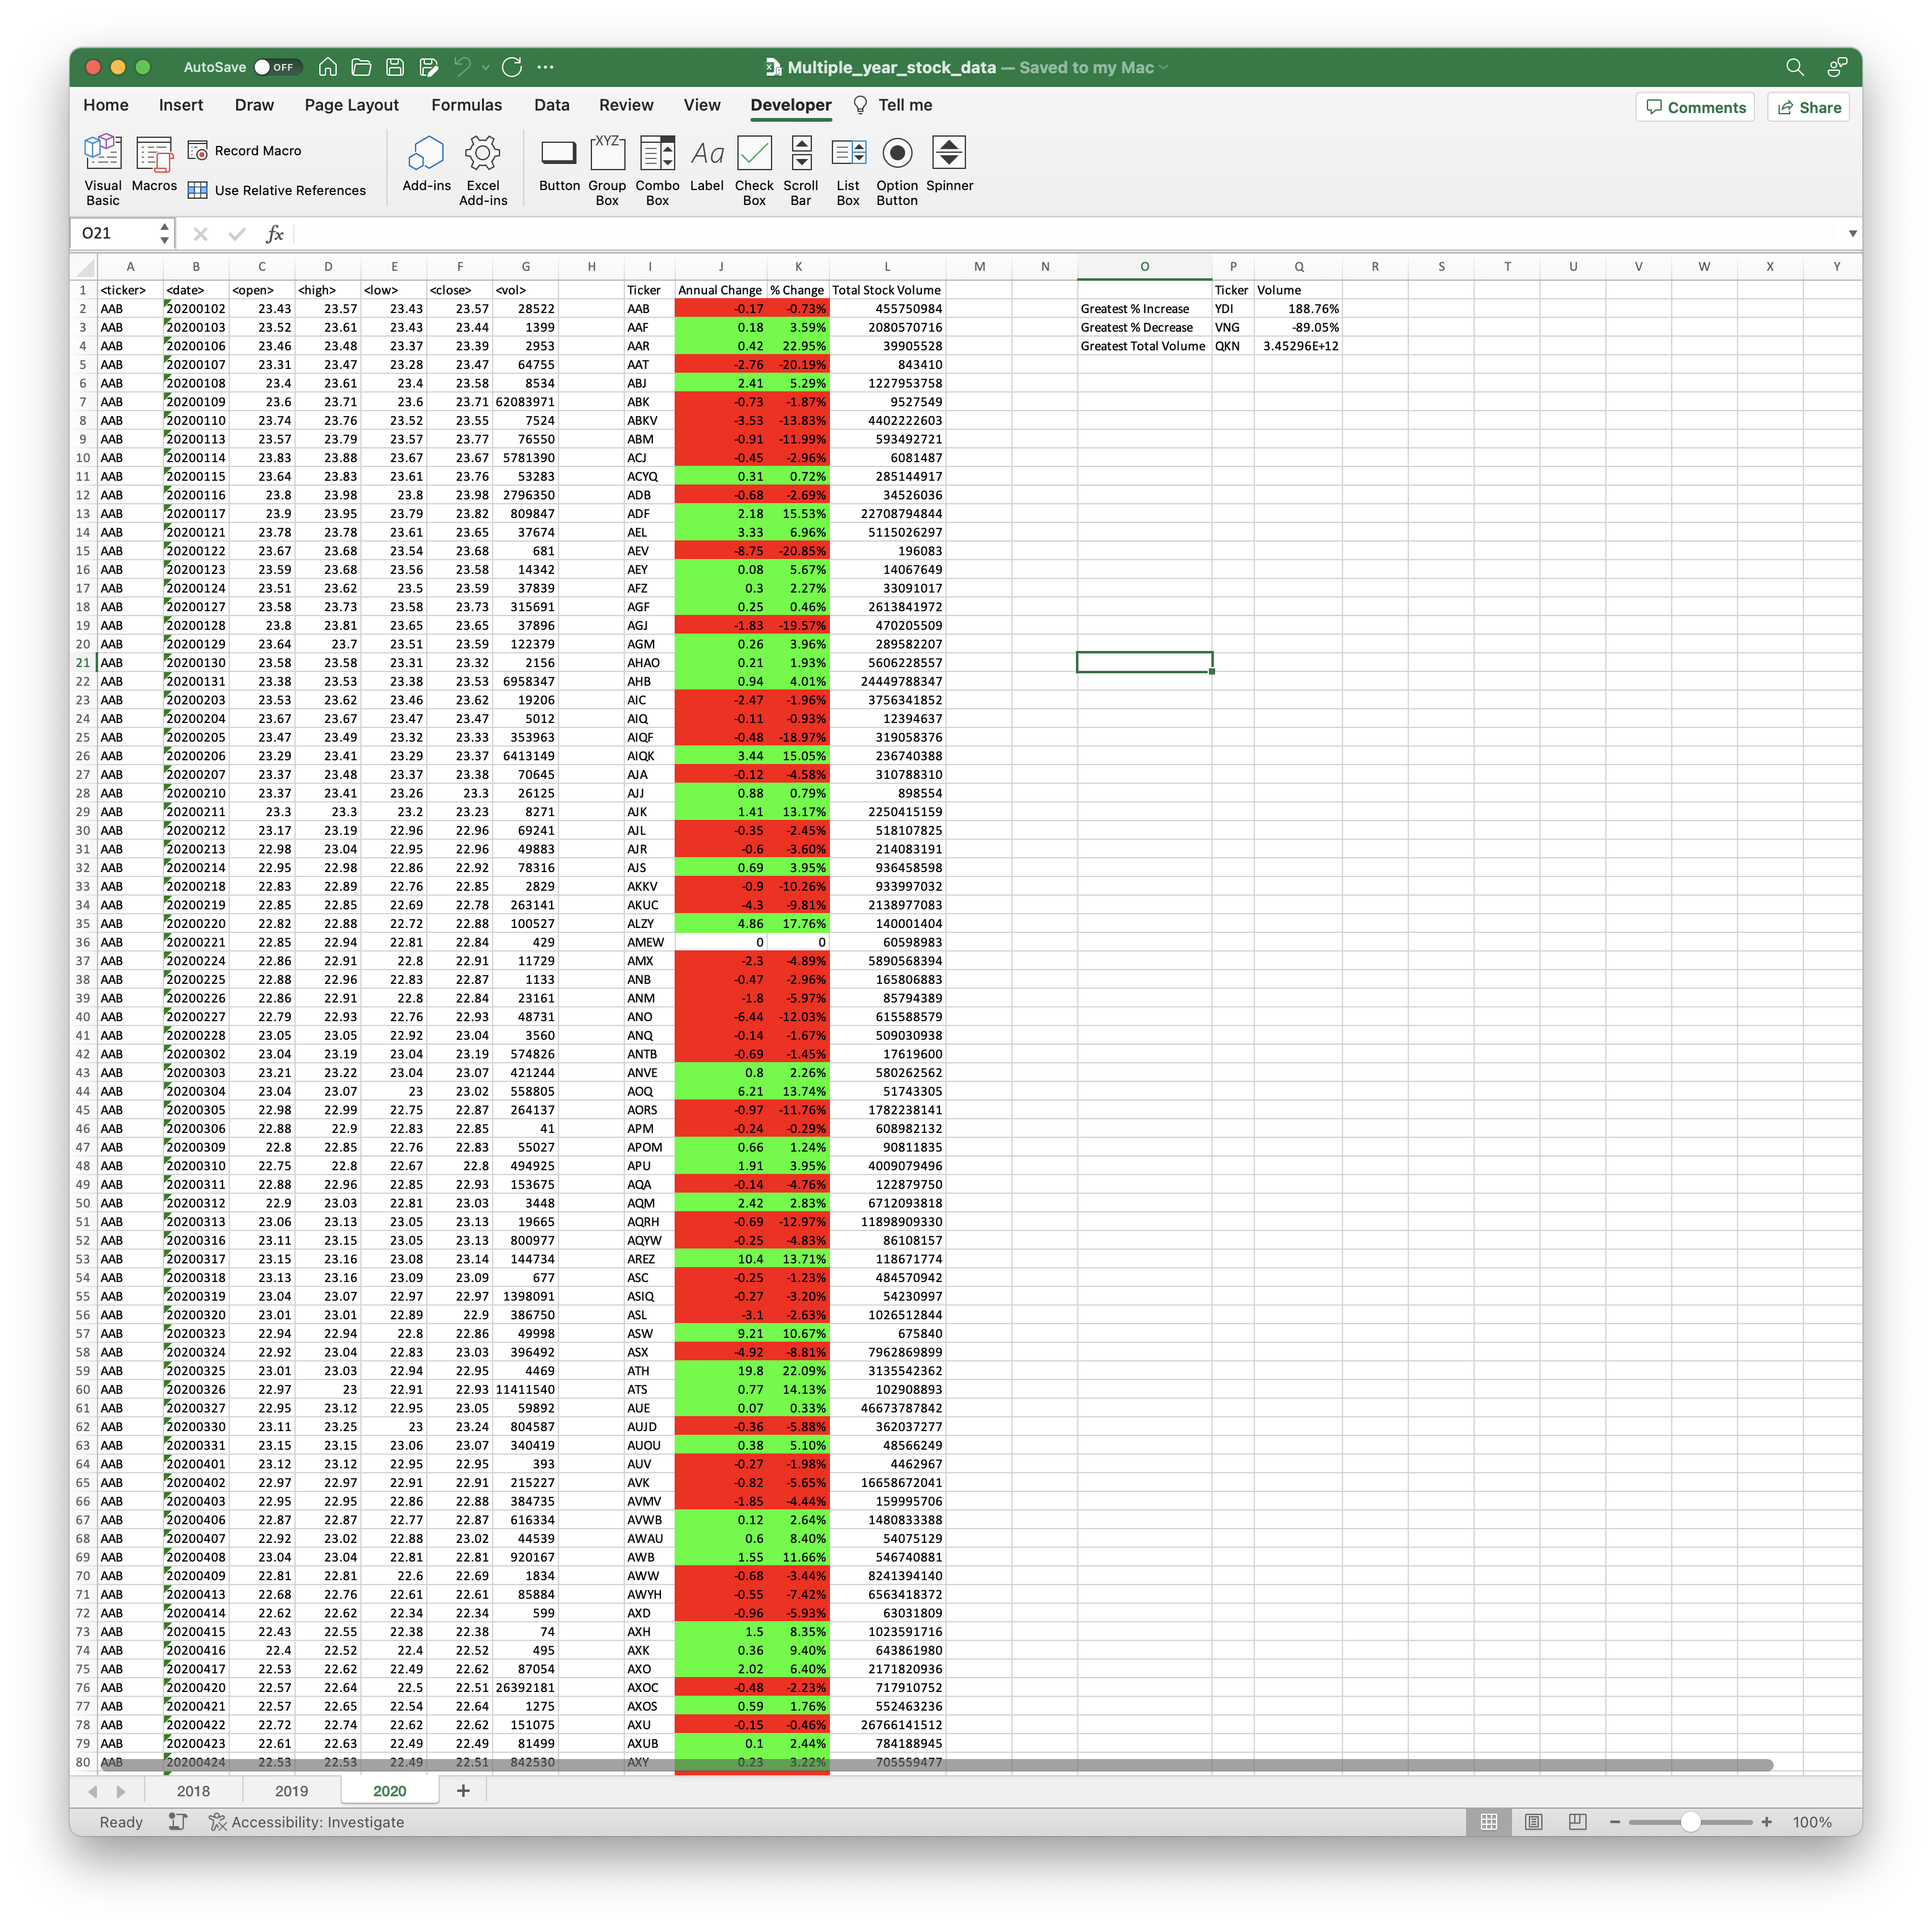 AutoSave OFF Multiple_year_stock_data — Saved to my Mac
Home Insert Draw Page Layout Formulas Data Review View Developer Tell me Comments Share
Visual Basic Macros Record Macro Use Relative References Add-ins Excel Add-ins Button Group Box Combo Box Label Check Box Scroll Bar List Box Option Button Spinner
XYZ Aa
O21 fx
A B C D E F G H I J K L M N O P Q R S T U V W X Y
1 <ticker> <date> <open> <high> <low> <close> <vol> Ticker Annual Change % Change Total Stock Volume Ticker Volume
2 AAB 20200102 23.43 23.57 23.43 23.57 28522 AAB -0.17 -0.73% 455750984 Greatest % Increase YDI 188.76%
3 AAB 20200103 23.52 23.61 23.43 23.44 1399 AAF 0.18 3.59% 2080570716 Greatest % Decrease VNG -89.05%
4 AAB 20200106 23.46 23.48 23.37 23.39 2953 AAR 0.42 22.95% 39905528 Greatest Total Volume QKN 3.45296E+12
5 AAB 20200107 23.31 23.47 23.28 23.47 64755 AAT -2.76 -20.19% 843410
6 AAB 20200108 23.4 23.61 23.4 23.58 8534 ABJ 2.41 5.29% 1227953758
7 AAB 20200109 23.6 23.71 23.6 23.71 62083971 ABK -0.73 -1.87% 9527549
8 AAB 20200110 23.74 23.76 23.52 23.55 7524 ABKV -3.53 -13.83% 4402222603
9 AAB 20200113 23.57 23.79 23.57 23.77 76550 ABM -0.91 -11.99% 593492721
10 AAB 20200114 23.83 23.88 23.67 23.67 5781390 ACJ -0.45 -2.96% 6081487
11 AAB 20200115 23.64 23.83 23.61 23.76 53283 ACYQ 0.31 0.72% 285144917
12 AAB 20200116 23.8 23.98 23.8 23.98 2796350 ADB -0.68 -2.69% 34526036
13 AAB 20200117 23.9 23.95 23.79 23.82 809847 ADF 2.18 15.53% 22708794844
14 AAB 20200121 23.78 23.78 23.61 23.65 37674 AEL 3.33 6.96% 5115026297
15 AAB 20200122 23.67 23.68 23.54 23.68 681 AEV -8.75 -20.85% 196083
16 AAB 20200123 23.59 23.68 23.56 23.58 14342 AEY 0.08 5.67% 14067649
17 AAB 20200124 23.51 23.62 23.5 23.59 37839 AFZ 0.3 2.27% 33091017
18 AAB 20200127 23.58 23.73 23.58 23.73 315691 AGF 0.25 0.46% 2613841972
19 AAB 20200128 23.8 23.81 23.65 23.65 37896 AGJ -1.83 -19.57% 470205509
20 AAB 20200129 23.64 23.7 23.51 23.59 122379 AGM 0.26 3.96% 289582207
21 AAB 20200130 23.58 23.58 23.31 23.32 2156 AHAO 0.21 1.93% 5606228557
22 AAB 20200131 23.38 23.53 23.38 23.53 6958347 AHB 0.94 4.01% 24449788347
23 AAB 20200203 23.53 23.62 23.46 23.62 19206 AIC -2.47 -1.96% 3756341852
24 AAB 20200204 23.67 23.67 23.47 23.47 5012 AIQ -0.11 -0.93% 12394637
25 AAB 20200205 23.47 23.49 23.32 23.33 353963 AIQF -0.48 -18.97% 319058376
26 AAB 20200206 23.29 23.41 23.29 23.37 6413149 AIQK 3.44 15.05% 236740388
27 AAB 20200207 23.37 23.48 23.37 23.38 70645 AJA -0.12 -4.58% 310788310
28 AAB 20200210 23.37 23.41 23.26 23.3 26125 AJJ 0.88 0.79% 898554
29 AAB 20200211 23.3 23.3 23.2 23.23 8271 AJK 1.41 13.17% 2250415159
30 AAB 20200212 23.17 23.19 22.96 22.96 69241 AJL -0.35 -2.45% 518107825
31 AAB 20200213 22.98 23.04 22.95 22.96 49883 AJR -0.6 -3.60% 214083191
32 AAB 20200214 22.95 22.98 22.86 22.92 78316 AJS 0.69 3.95% 936458598
33 AAB 20200218 22.83 22.89 22.76 22.85 2829 AKKV -0.9 -10.26% 933997032
34 AAB 20200219 22.85 22.85 22.69 22.78 263141 AKUC -4.3 -9.81% 2138977083
35 AAB 20200220 22.82 22.88 22.72 22.88 100527 ALZY 4.86 17.76% 140001404
36 AAB 20200221 22.85 22.94 22.81 22.84 429 AMEW 0 0 60598983
37 AAB 20200224 22.86 22.91 22.8 22.91 11729 AMX -2.3 -4.89% 5890568394
38 AAB 20200225 22.88 22.96 22.83 22.87 1133 ANB -0.47 -2.96% 165806883
39 AAB 20200226 22.86 22.91 22.8 22.84 23161 ANM -1.8 -5.97% 85794389
40 AAB 20200227 22.79 22.93 22.76 22.93 48731 ANO -6.44 -12.03% 615588579
41 AAB 20200228 23.05 23.05 22.92 23.04 3560 ANQ -0.14 -1.67% 509030938
42 AAB 20200302 23.04 23.19 23.04 23.19 574826 ANTB -0.69 -1.45% 17619600
43 AAB 20200303 23.21 23.22 23.04 23.07 421244 ANVE 0.8 2.26% 580262562
44 AAB 20200304 23.04 23.07 23 23.02 558805 AOQ 6.21 13.74% 51743305
45 AAB 20200305 22.98 22.99 22.75 22.87 264137 AORS -0.97 -11.76% 1782238141
46 AAB 20200306 22.88 22.9 22.83 22.85 41 APM -0.24 -0.29% 608982132
47 AAB 20200309 22.8 22.85 22.76 22.83 55027 APOM 0.66 1.24% 90811835
48 AAB 20200310 22.75 22.8 22.67 22.8 494925 APU 1.91 3.95% 4009079496
49 AAB 20200311 22.88 22.96 22.85 22.93 153675 AQA -0.14 -4.76% 122879750
50 AAB 20200312 22.9 23.03 22.81 23.03 3448 AQM 2.42 2.83% 6712093818
51 AAB 20200313 23.06 23.13 23.05 23.13 19665 AQRH -0.69 -12.97% 11898909330
52 AAB 20200316 23.11 23.15 23.05 23.13 800977 AQYW -0.25 -4.83% 86108157
53 AAB 20200317 23.15 23.16 23.08 23.14 144734 AREZ 10.4 13.71% 118671774
54 AAB 20200318 23.13 23.16 23.09 23.09 677 ASC -0.25 -1.23% 484570942
55 AAB 20200319 23.04 23.07 22.97 22.97 1398091 ASIQ -0.27 -3.20% 54230997
56 AAB 20200320 23.01 23.01 22.89 22.9 386750 ASL -3.1 -2.63% 1026512844
57 AAB 20200323 22.94 22.94 22.8 22.86 49998 ASW 9.21 10.67% 675840
58 AAB 20200324 22.92 23.04 22.83 23.03 396492 ASX -4.92 -8.81% 7962869899
59 AAB 20200325 23.01 23.03 22.94 22.95 4469 ATH 19.8 22.09% 3135542362
60 AAB 20200326 22.97 23 22.91 22.93 11411540 ATS 0.77 14.13% 102908893
61 AAB 20200327 22.95 23.12 22.95 23.05 59892 AUE 0.07 0.33% 46673787842
62 AAB 20200330 23.11 23.25 23 23.24 804587 AUJD -0.36 -5.88% 362037277
63 AAB 20200331 23.15 23.15 23.06 23.07 340419 AUOU 0.38 5.10% 48566249
64 AAB 20200401 23.12 23.12 22.95 22.95 393 AUV -0.27 -1.98% 4462967
65 AAB 20200402 22.97 22.97 22.91 22.91 215227 AVK -0.82 -5.65% 16658672041
66 AAB 20200403 22.95 22.95 22.86 22.88 384735 AVMV -1.85 -4.44% 159995706
67 AAB 20200406 22.87 22.87 22.77 22.87 616334 AVWB 0.12 2.64% 1480833388
68 AAB 20200407 22.92 23.02 22.88 23.02 44539 AWAU 0.6 8.40% 54075129
69 AAB 20200408 23.04 23.04 22.81 22.81 920167 AWB 1.55 11.66% 546740881
70 AAB 20200409 22.81 22.81 22.6 22.69 1834 AWW -0.68 -3.44% 8241394140
71 AAB 20200413 22.68 22.76 22.61 22.61 85884 AWYH -0.55 -7.42% 6563418372
72 AAB 20200414 22.62 22.62 22.34 22.34 599 AXD -0.96 -5.93% 63031809
73 AAB 20200415 22.43 22.55 22.38 22.38 74 AXH 1.5 8.35% 1023591716
74 AAB 20200416 22.4 22.52 22.4 22.52 495 AXK 0.36 9.40% 643861980
75 AAB 20200417 22.53 22.62 22.49 22.62 87054 AXO 2.02 6.40% 2171820936
76 AAB 20200420 22.57 22.64 22.5 22.51 26392181 AXOC -0.48 -2.23% 717910752
77 AAB 20200421 22.57 22.65 22.54 22.64 1275 AXOS 0.59 1.76% 552463236
78 AAB 20200422 22.72 22.74 22.62 22.62 151075 AXU -0.15 -0.46% 26766141512
79 AAB 20200423 22.61 22.63 22.49 22.49 81499 AXUB 0.1 2.44% 784188945
80 AAB 20200424 22.53 22.53 22.49 22.51 842530 AXY 0.23 3.22% 705559477
2018 2019 2020 +
Ready Accessibility: Investigate 100%